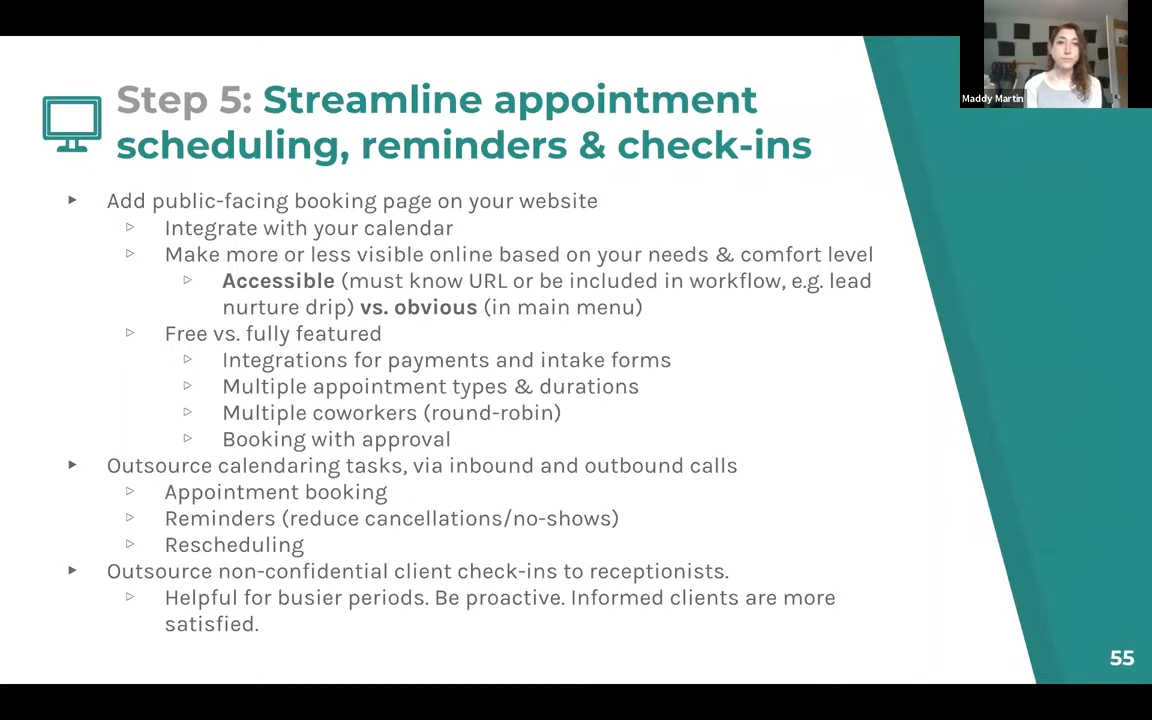 Maddy Martin
Step 5: Streamline appointment
scheduling, reminders & check-ins
Add public-facing booking page on your website
Integrate with your calendar
Make more or less visible online based on your needs & comfort level
Accessible (must know URL or be included in workflow, e.g. lead
nurture drip) vs. obvious (in main menu)
Free vs. fully featured
Integrations for payments and intake forms
Multiple appointment types & durations
Multiple coworkers (round-robin)
Booking with approval
Outsource calendaring tasks, via inbound and outbound calls
Appointment booking
Reminders (reduce cancellations/no-shows)
Rescheduling
Outsource non-confidential client check-ins to receptionists.
Helpful for busier periods. Be proactive. Informed clients are more
satisfied.
55